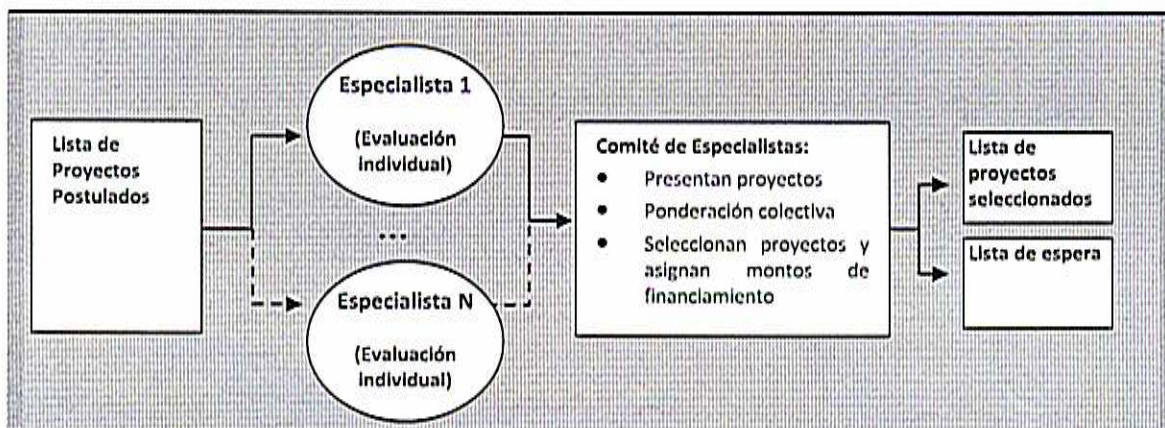 Lista de
Proyectos
Postulados
Especialista 1
(Evaluación
individual)
...
Especialista N
(Evaluación
individual)
Comité de Especialistas:
● Presentan proyectos
● Ponderación colectiva
● Seleccionan proyectos y
asignan montos de
financiamiento
Lista de
proyectos
seleccionados
Lista de espera